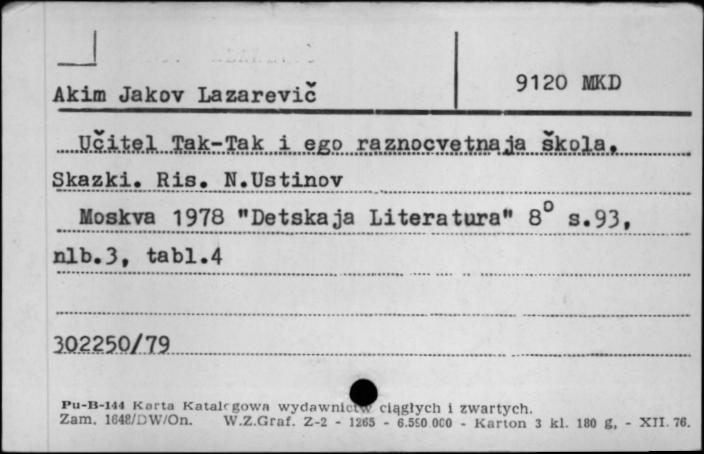 Akim Jakov Lazarevič
9120 MKD
Učitel Tak-Tak i ego raznocvetnaja škola.
Skazki. Ris. N.Ustinov
Moskva 1978 "Detskaja Literatura" 8° s.93,
nlb.3, tabl.4
302250/79
Pu-B-144 Karta Katalogowa wydawnictw ciągłych i zwartych.
Zam. 1648/DW/On. W.Z.Graf. Z-2 - 1265 - 6.590.000 - Karton 3 kl. 180 g, - XII. 76.